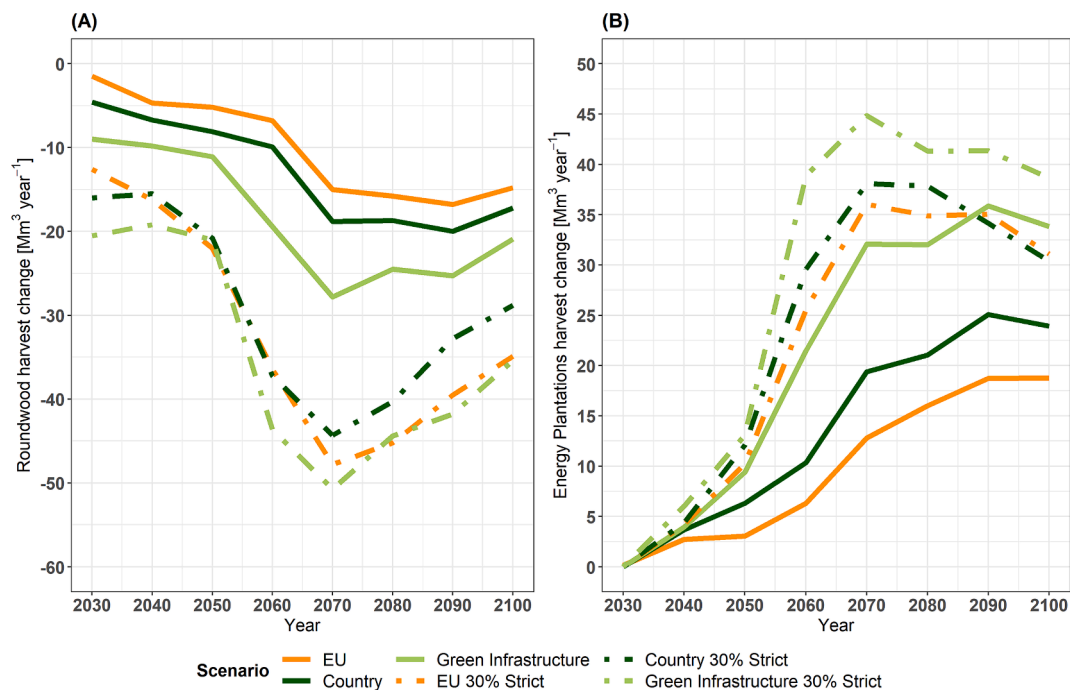 (A)
Roundwood harvest change [Mm³ year⁻¹]
0
-10
-20
-30
-40
-50
-60
2030 2040 2050 2060 2070 2080 2090 2100
Year
(B)
Energy Plantations harvest change [Mm³ year⁻¹]
50
45
40
35
30
25
20
15
10
5
0
2030 2040 2050 2060 2070 2080 2090 2100
Year
Scenario
EU
Country
Green Infrastructure
EU 30% Strict
Country 30% Strict
Green Infrastructure 30% Strict